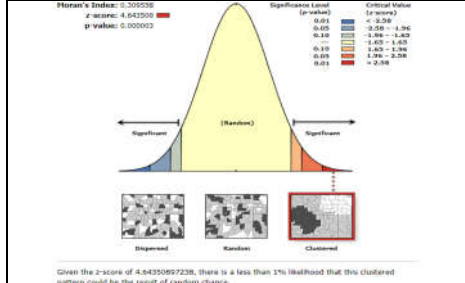 Moran's Index: 0.309538
z-score: 4.643509
p-value: 0.000003
Significance Level
(p-value)
Critical Value
(z-score)
0.01 < -2.58
0.05 -2.58 - -1.96
0.10 -1.96 - -1.65
— -1.65 - 1.65
0.10 1.65 - 1.96
0.05 1.96 - 2.58
0.01 > 2.58
(Random)
Significant
Significant
Dispersed
Random
Clustered
Given the z-score of 4.64350897238, there is a less than 1% likelihood that this clustered
pattern could be the result of random chance.